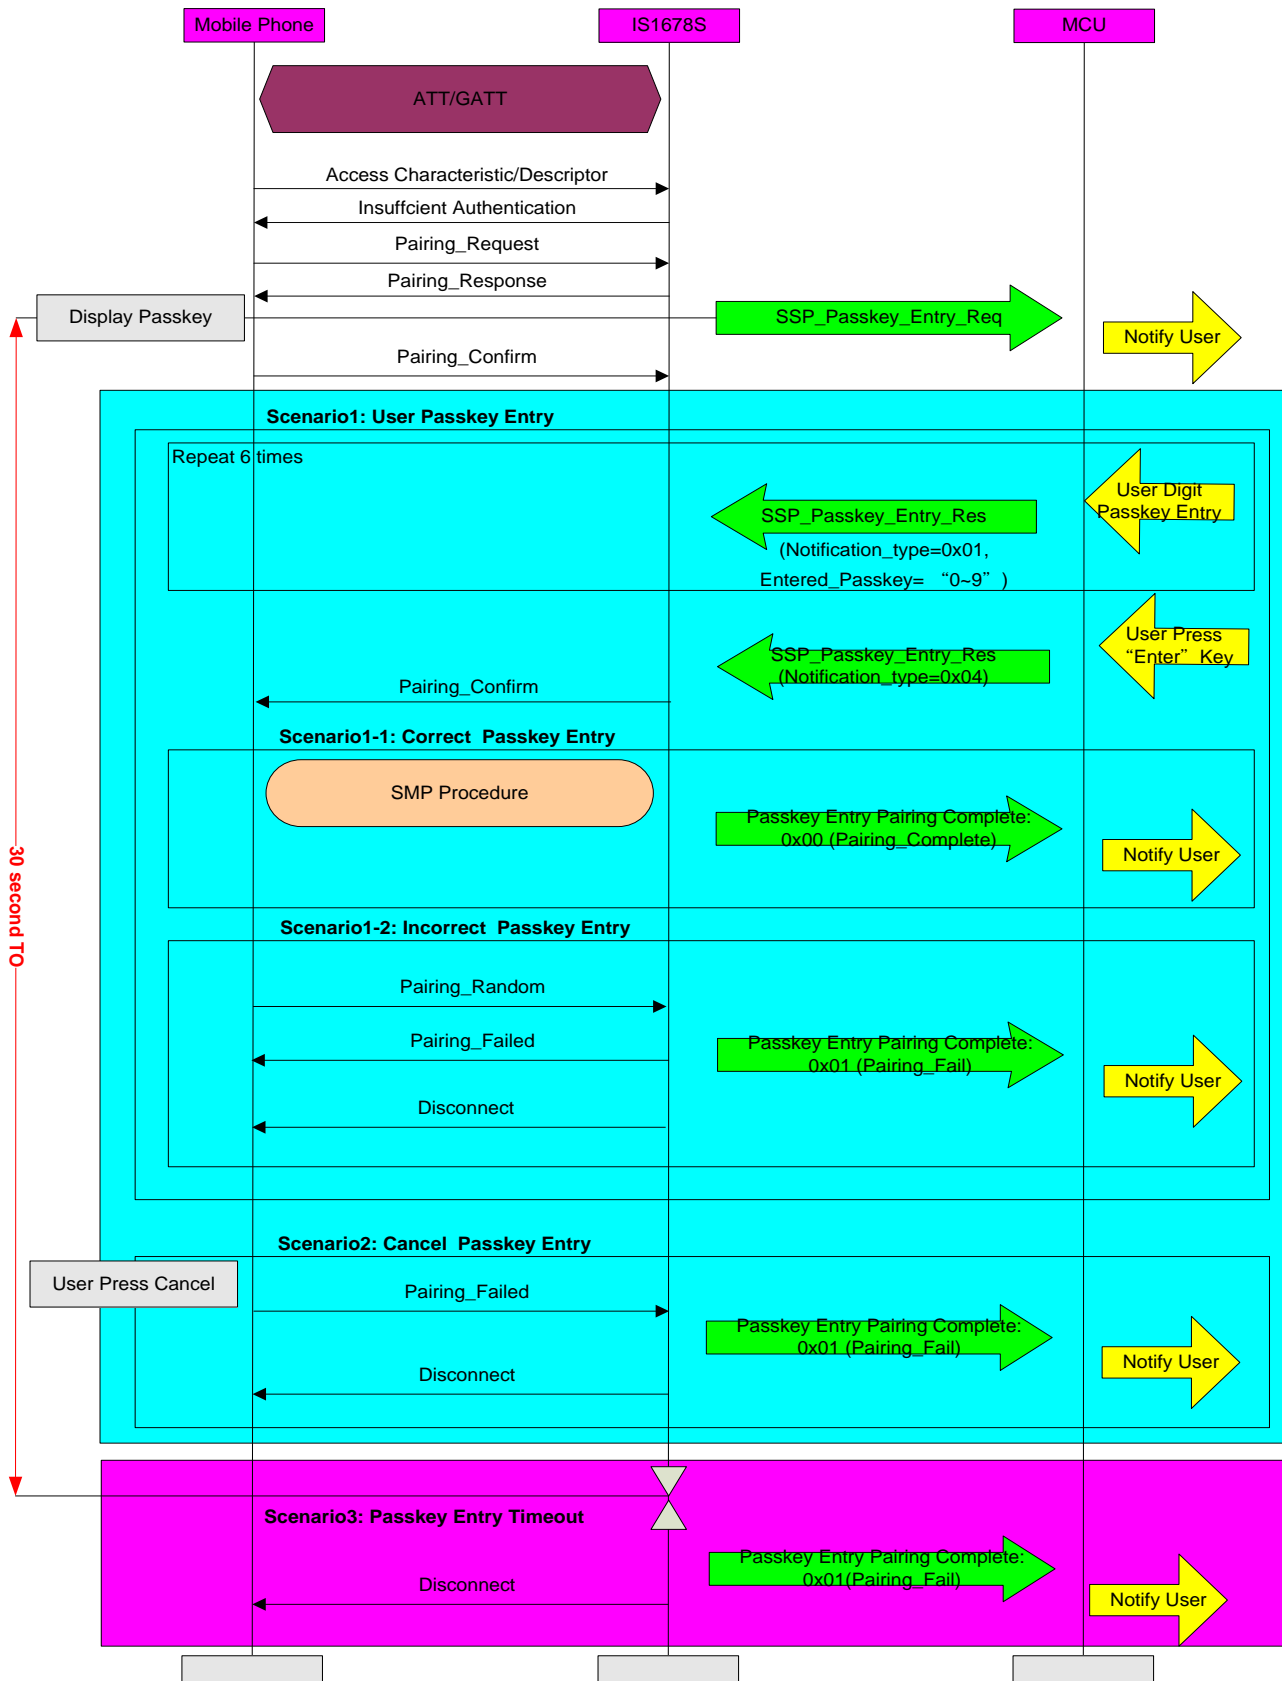 Mobile Phone
IS1678S
MCU
ATT/GATT
Access Characteristic/Descriptor
Insuffcient Authentication
Pairing_Request
Pairing_Response
Display Passkey
SSP_Passkey_Entry_Req
Notify User
Pairing_Confirm
Scenario1: User Passkey Entry
Repeat 6 times
User Digit
Passkey Entry
SSP_Passkey_Entry_Res
(Notification_type=0x01,
Entered_Passkey= “0~9” )
User Press
“Enter” Key
SSP_Passkey_Entry_Res
(Notification_type=0x04)
Pairing_Confirm
Scenario1-1: Correct Passkey Entry
SMP Procedure
Passkey Entry Pairing Complete:
0x00 (Pairing_Complete)
Notify User
30 second TO
Scenario1-2: Incorrect Passkey Entry
Pairing_Random
Pairing_Failed
Passkey Entry Pairing Complete:
0x01 (Pairing_Fail)
Notify User
Disconnect
Scenario2: Cancel Passkey Entry
User Press Cancel
Pairing_Failed
Passkey Entry Pairing Complete:
0x01 (Pairing_Fail)
Notify User
Disconnect
Scenario3: Passkey Entry Timeout
Passkey Entry Pairing Complete:
0x01(Pairing_Fail)
Disconnect
Notify User